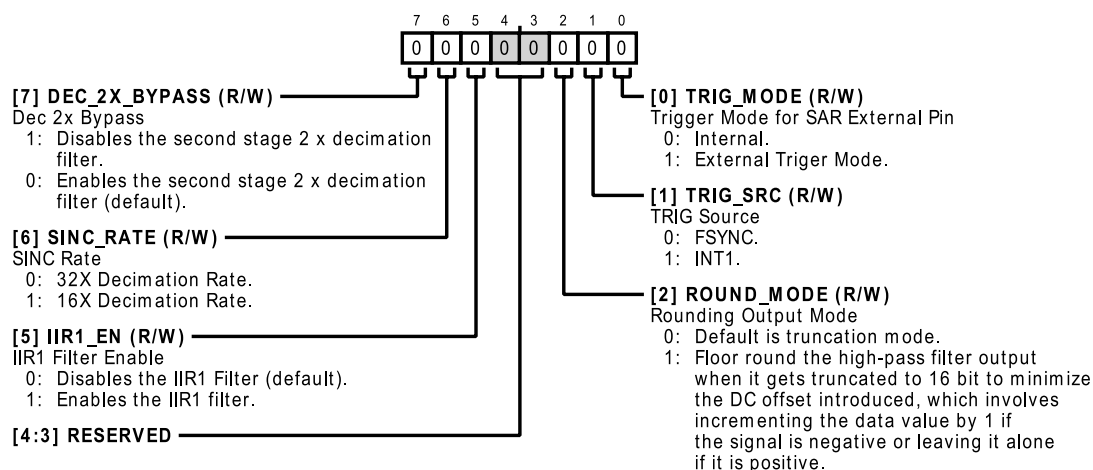 7 6 5 4 3 2 1 0
0 0 0 0 0 0 0 0
[7] DEC_2X_BYPASS (R/W)
Dec 2x Bypass
1: Disables the second stage 2 x decimation
filter.
0: Enables the second stage 2 x decimation
filter (default).
[6] SINC_RATE (R/W)
SINC Rate
0: 32X Decimation Rate.
1: 16X Decimation Rate.
[5] IIR1_EN (R/W)
IIR1 Filter Enable
0: Disables the IIR1 Filter (default).
1: Enables the IIR1 filter.
[4:3] RESERVED
[0] TRIG_MODE (R/W)
Trigger Mode for SAR External Pin
0: Internal.
1: External Triger Mode.
[1] TRIG_SRC (R/W)
TRIG Source
0: FSYNC.
1: INT1.
[2] ROUND_MODE (R/W)
Rounding Output Mode
0: Default is truncation mode.
1: Floor round the high-pass filter output
when it gets truncated to 16 bit to minimize
the DC offset introduced, which involves
incrementing the data value by 1 if
the signal is negative or leaving it alone
if it is positive.